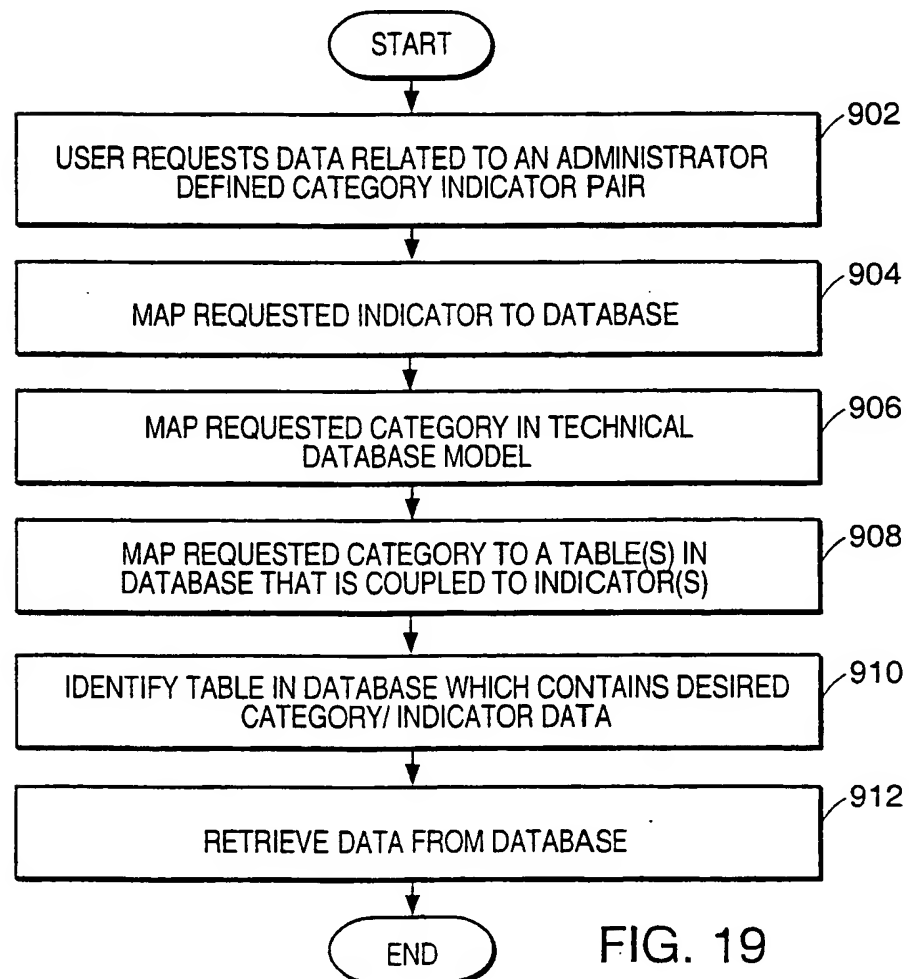 START
902
USER REQUESTS DATA RELATED TO AN ADMINISTRATOR
DEFINED CATEGORY INDICATOR PAIR
904
MAP REQUESTED INDICATOR TO DATABASE
906
MAP REQUESTED CATEGORY IN TECHNICAL
DATABASE MODEL
908
MAP REQUESTED CATEGORY TO A TABLE(S) IN
DATABASE THAT IS COUPLED TO INDICATOR(S)
910
IDENTIFY TABLE IN DATABASE WHICH CONTAINS DESIRED
CATEGORY/ INDICATOR DATA
912
RETRIEVE DATA FROM DATABASE
END
FIG. 19